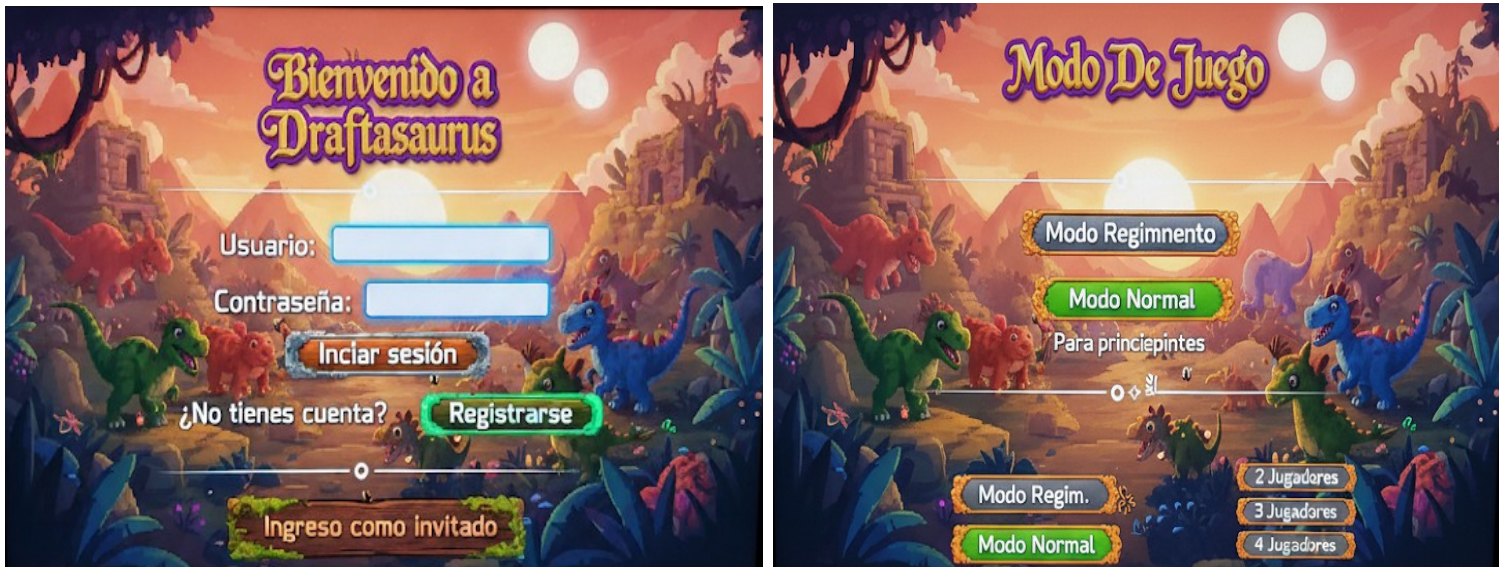 Bienvenido a
Draftasaurus
Usuario:
Contraseña:
Inciar sesión
¿No tienes cuenta?
Registrarse
Ingreso como invitado
Modo De Juego
Modo Regimnento
Modo Normal
Para princiepintes
Modo Regim.
Modo Normal
2 Jugadores
3 Jugadores
4 Jugadores